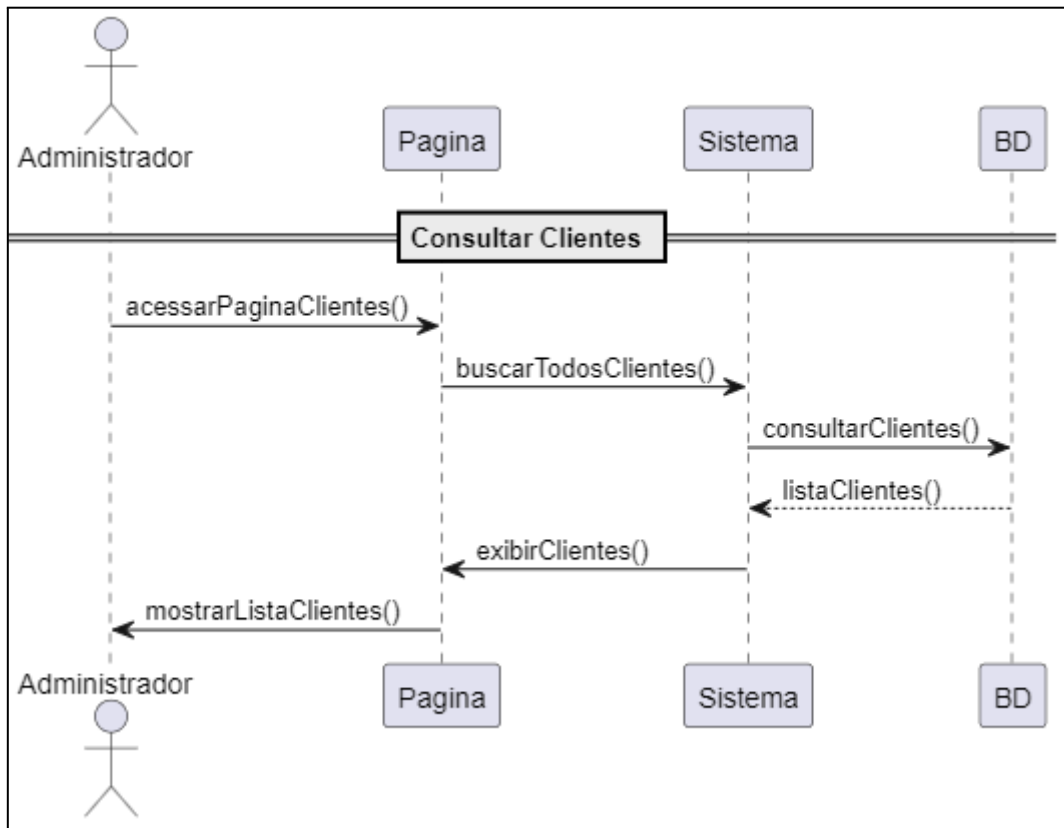 Administrador
Pagina
Sistema
BD
Consultar Clientes
acessarPaginaClientes()
buscarTodosClientes()
consultarClientes()
listaClientes()
exibirClientes()
mostrarListaClientes()
Administrador
Pagina
Sistema
BD